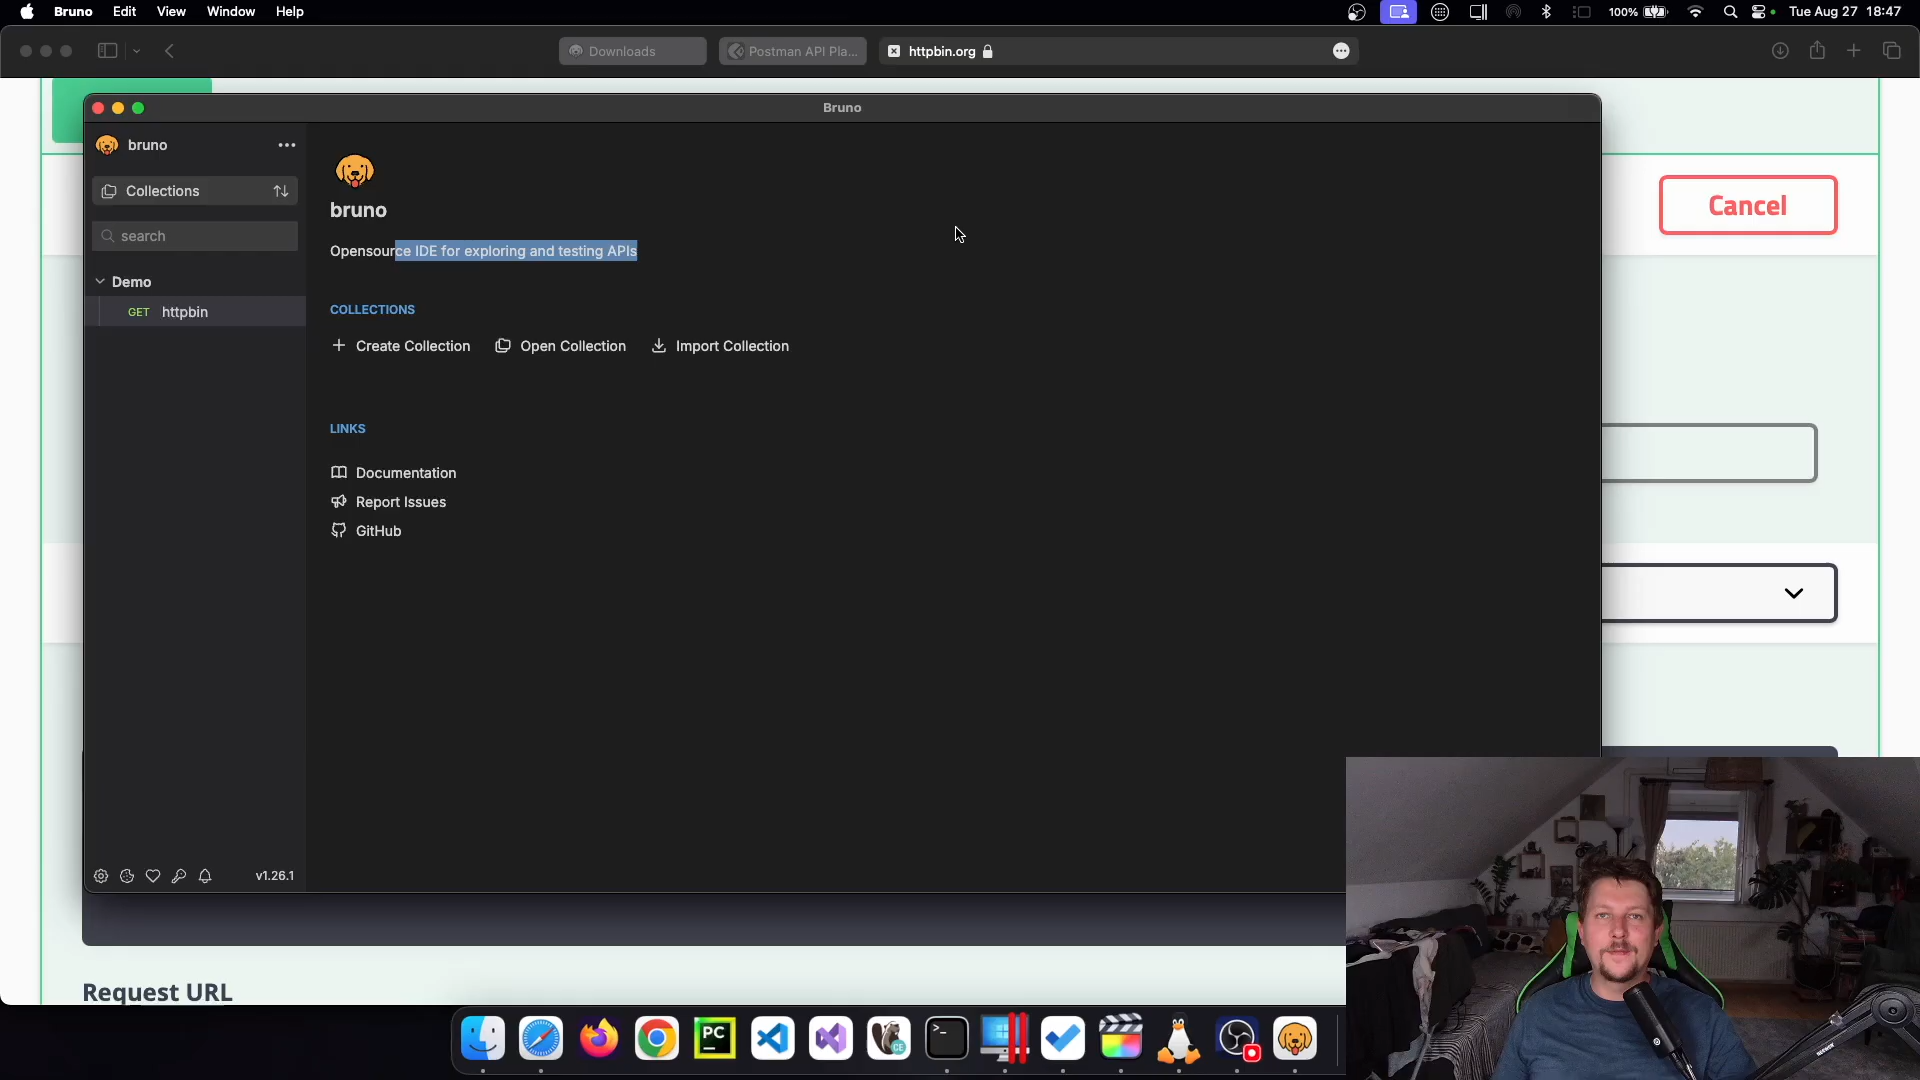 Bruno Edit View Window Help
100% Tue Aug 27 18:47
Downloads
Postman API Pla...
httpbin.org
Bruno
bruno
Collections
search
Demo
GET httpbin
v1.26.1
bruno
Opensource IDE for exploring and testing APIs
COLLECTIONS
Create Collection
Open Collection
Import Collection
LINKS
Documentation
Report Issues
GitHub
Cancel
Request URL
PC
CE